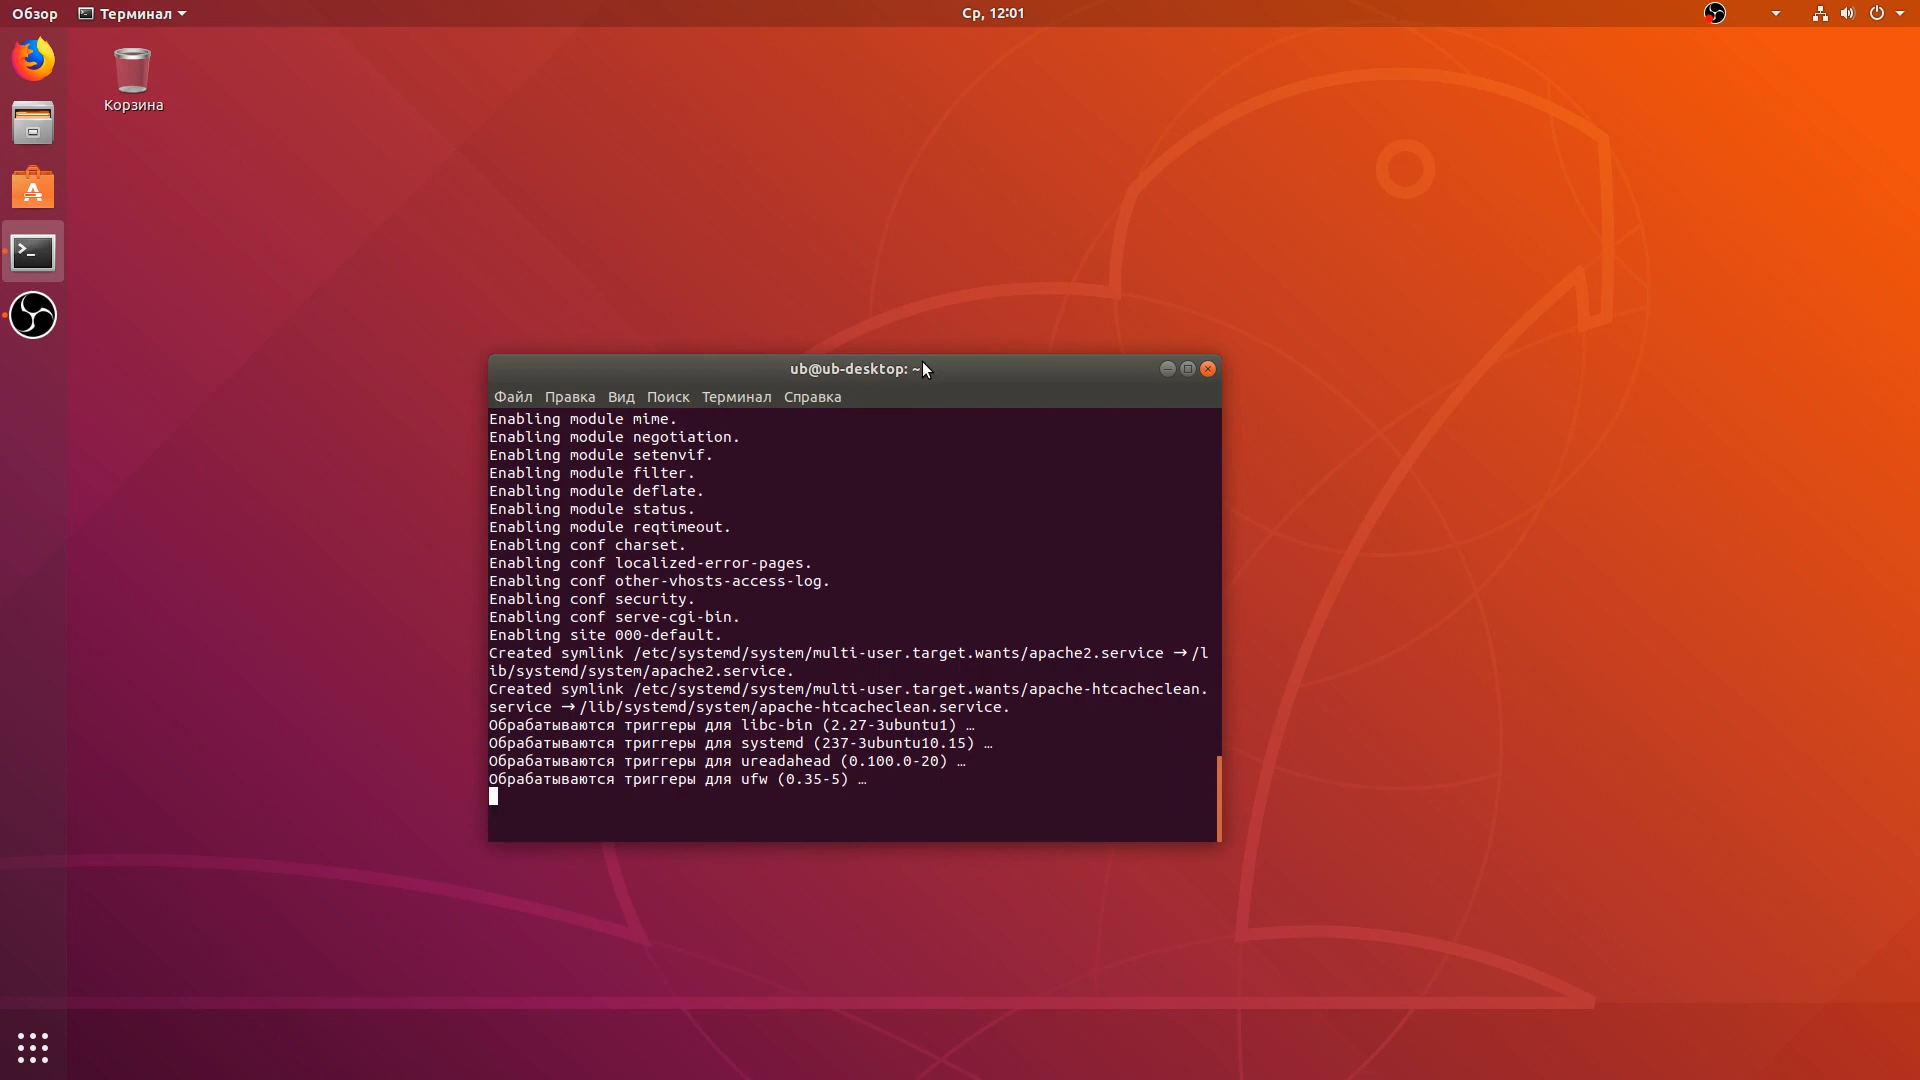 Обзор
Терминал
Ср, 12:01
Корзина
ub@ub-desktop: ~
Файл Правка Вид Поиск Терминал Справка
Enabling module mime.
Enabling module negotiation.
Enabling module setenvif.
Enabling module filter.
Enabling module deflate.
Enabling module status.
Enabling module reqtimeout.
Enabling conf charset.
Enabling conf localized-error-pages.
Enabling conf other-vhosts-access-log.
Enabling conf security.
Enabling conf serve-cgi-bin.
Enabling site 000-default.
Created symlink /etc/systemd/system/multi-user.target.wants/apache2.service → /l
ib/systemd/system/apache2.service.
Created symlink /etc/systemd/system/multi-user.target.wants/apache-htcacheclean.
service → /lib/systemd/system/apache-htcacheclean.service.
Обрабатываются триггеры для libc-bin (2.27-3ubuntu1) …
Обрабатываются триггеры для systemd (237-3ubuntu10.15) …
Обрабатываются триггеры для ureadahead (0.100.0-20) …
Обрабатываются триггеры для ufw (0.35-5) …